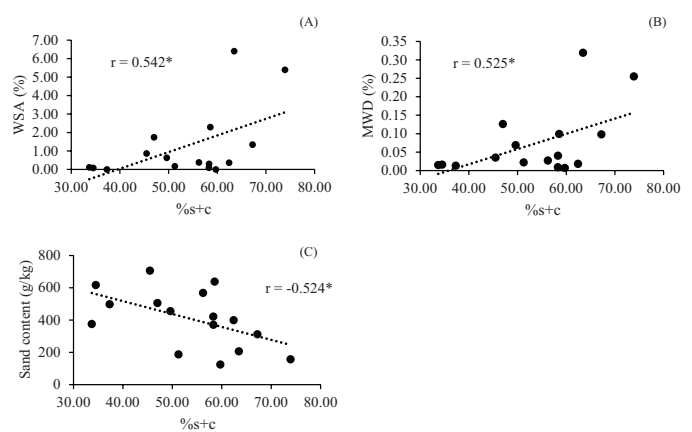 (A)
7.00
6.00
5.00
4.00
3.00
2.00
1.00
0.00
WSA (%)
r = 0.542*
30.00 40.00 50.00 60.00 70.00 80.00
%s+c
(B)
0.35
0.30
0.25
0.20
0.15
0.10
0.05
0.00
MWD (%)
r = 0.525*
30.00 40.00 50.00 60.00 70.00 80.00
%s+c
(C)
800
600
400
200
0
Sand content (g/kg)
r = -0.524*
30.00 40.00 50.00 60.00 70.00 80.00
%s+c